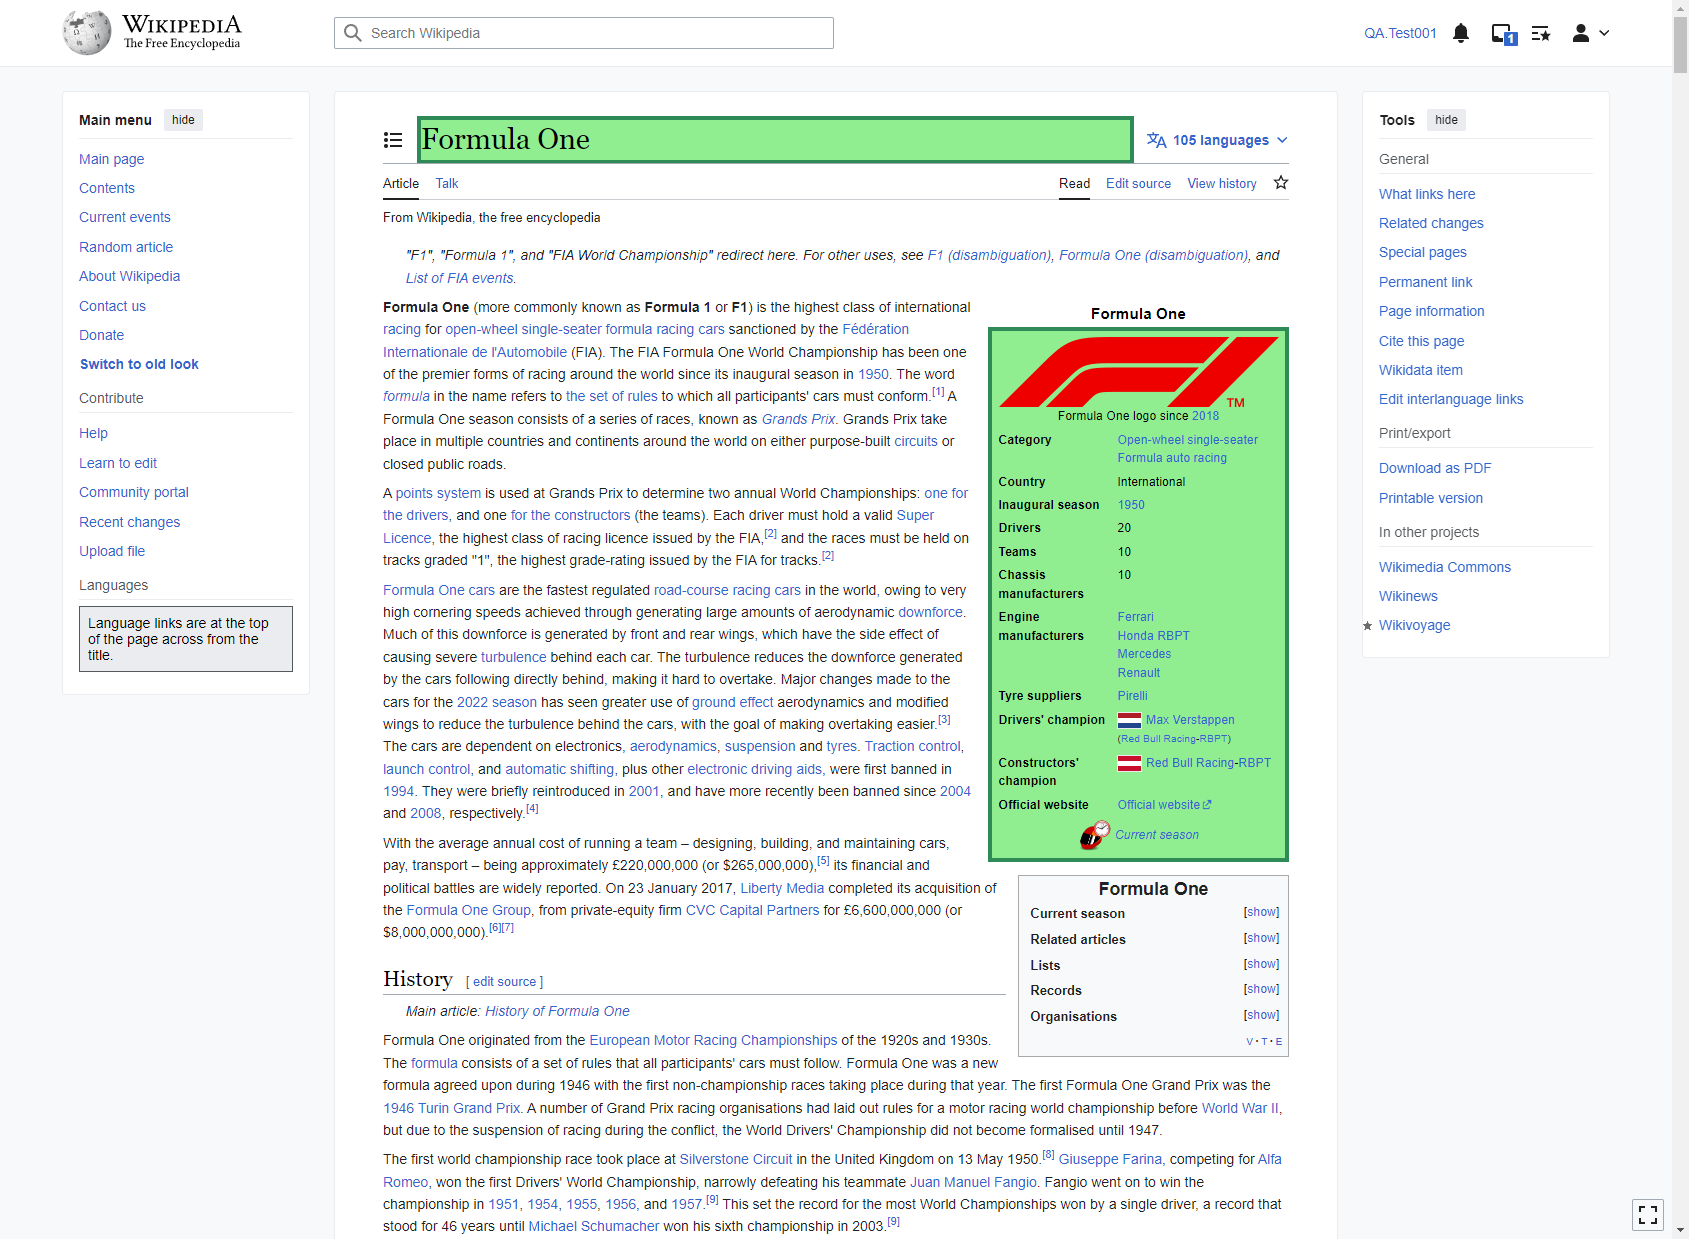 WIKIPEDIA
The Free Encyclopedia
Search Wikipedia
QA.Test001
1
Main menu hide
Main page
Contents
Current events
Random article
About Wikipedia
Contact us
Donate
Switch to old look
Contribute
Help
Learn to edit
Community portal
Recent changes
Upload file
Languages
Language links are at the top
of the page across from the
title.
Formula One
105 languages
Article Talk
Read Edit source View history
From Wikipedia, the free encyclopedia
"F1", "Formula 1", and "FIA World Championship" redirect here. For other uses, see F1 (disambiguation), Formula One (disambiguation), and
List of FIA events.
Formula One (more commonly known as Formula 1 or F1) is the highest class of international
racing for open-wheel single-seater formula racing cars sanctioned by the Fédération
Internationale de l'Automobile (FIA). The FIA Formula One World Championship has been one
of the premier forms of racing around the world since its inaugural season in 1950. The word
formula in the name refers to the set of rules to which all participants' cars must conform.[1] A
Formula One season consists of a series of races, known as Grands Prix. Grands Prix take
place in multiple countries and continents around the world on either purpose-built circuits or
closed public roads.
A points system is used at Grands Prix to determine two annual World Championships: one for
the drivers, and one for the constructors (the teams). Each driver must hold a valid Super
Licence, the highest class of racing licence issued by the FIA,[2] and the races must be held on
tracks graded "1", the highest grade-rating issued by the FIA for tracks.[2]
Formula One cars are the fastest regulated road-course racing cars in the world, owing to very
high cornering speeds achieved through generating large amounts of aerodynamic downforce.
Much of this downforce is generated by front and rear wings, which have the side effect of
causing severe turbulence behind each car. The turbulence reduces the downforce generated
by the cars following directly behind, making it hard to overtake. Major changes made to the
cars for the 2022 season has seen greater use of ground effect aerodynamics and modified
wings to reduce the turbulence behind the cars, with the goal of making overtaking easier.[3]
The cars are dependent on electronics, aerodynamics, suspension and tyres. Traction control,
launch control, and automatic shifting, plus other electronic driving aids, were first banned in
1994. They were briefly reintroduced in 2001, and have more recently been banned since 2004
and 2008, respectively.[4]
With the average annual cost of running a team – designing, building, and maintaining cars,
pay, transport – being approximately £220,000,000 (or $265,000,000),[5] its financial and
political battles are widely reported. On 23 January 2017, Liberty Media completed its acquisition of
the Formula One Group, from private-equity firm CVC Capital Partners for £6,600,000,000 (or
$8,000,000,000).[6][7]
Formula One
TM
Formula One logo since 2018
Category Open-wheel single-seater
Formula auto racing
Country International
Inaugural season 1950
Drivers 20
Teams 10
Chassis 10
manufacturers
Engine Ferrari
manufacturers Honda RBPT
Mercedes
Renault
Tyre suppliers Pirelli
Drivers' champion Max Verstappen
(Red Bull Racing-RBPT)
Constructors' Red Bull Racing-RBPT
champion
Official website Official website
Current season
Formula One
Current season [show]
Related articles [show]
Lists [show]
Records [show]
Organisations [show]
V · T · E
History [ edit source ]
Main article: History of Formula One
Formula One originated from the European Motor Racing Championships of the 1920s and 1930s.
The formula consists of a set of rules that all participants' cars must follow. Formula One was a new
formula agreed upon during 1946 with the first non-championship races taking place during that year. The first Formula One Grand Prix was the
1946 Turin Grand Prix. A number of Grand Prix racing organisations had laid out rules for a motor racing world championship before World War II,
but due to the suspension of racing during the conflict, the World Drivers' Championship did not become formalised until 1947.
The first world championship race took place at Silverstone Circuit in the United Kingdom on 13 May 1950.[8] Giuseppe Farina, competing for Alfa
Romeo, won the first Drivers' World Championship, narrowly defeating his teammate Juan Manuel Fangio. Fangio went on to win the
championship in 1951, 1954, 1955, 1956, and 1957.[9] This set the record for the most World Championships won by a single driver, a record that
stood for 46 years until Michael Schumacher won his sixth championship in 2003.[9]
Tools hide
General
What links here
Related changes
Special pages
Permanent link
Page information
Cite this page
Wikidata item
Edit interlanguage links
Print/export
Download as PDF
Printable version
In other projects
Wikimedia Commons
Wikinews
Wikivoyage